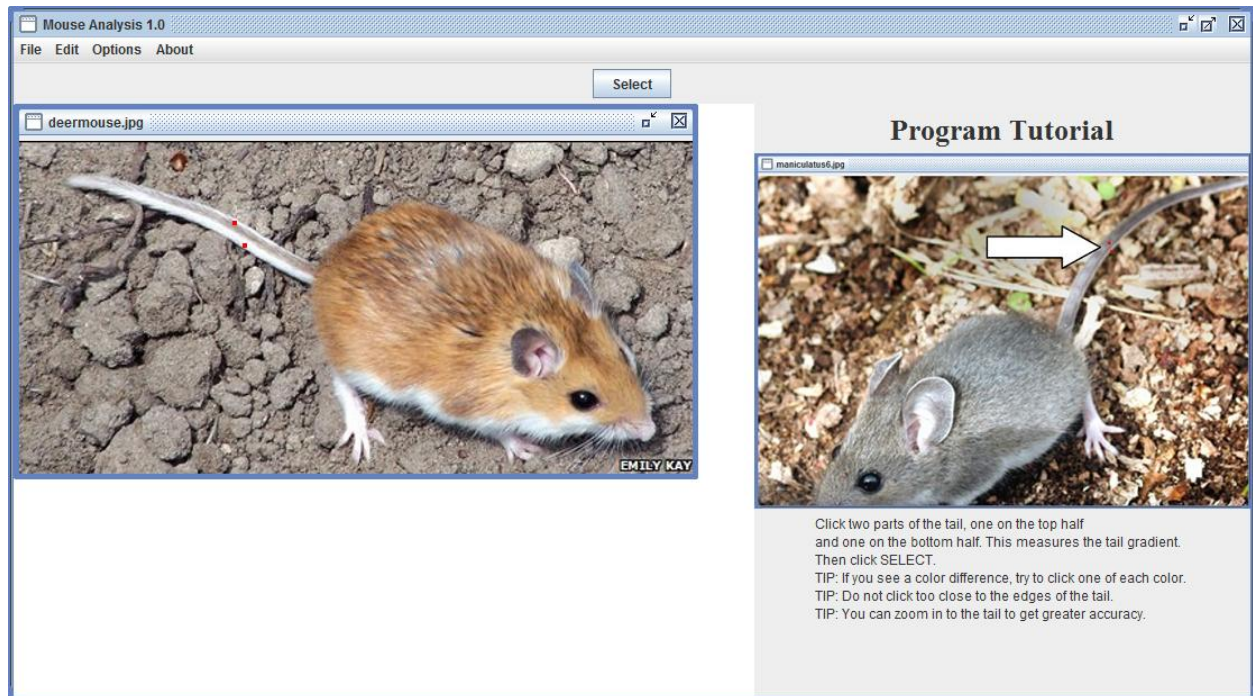 Mouse Analysis 1.0
File Edit Options About
Select
deermouse.jpg
EMILY KAY
Program Tutorial
maniculatus6.jpg
Click two parts of the tail, one on the top half
and one on the bottom half. This measures the tail gradient.
Then click SELECT.
TIP: If you see a color difference, try to click one of each color.
TIP: Do not click too close to the edges of the tail.
TIP: You can zoom in to the tail to get greater accuracy.